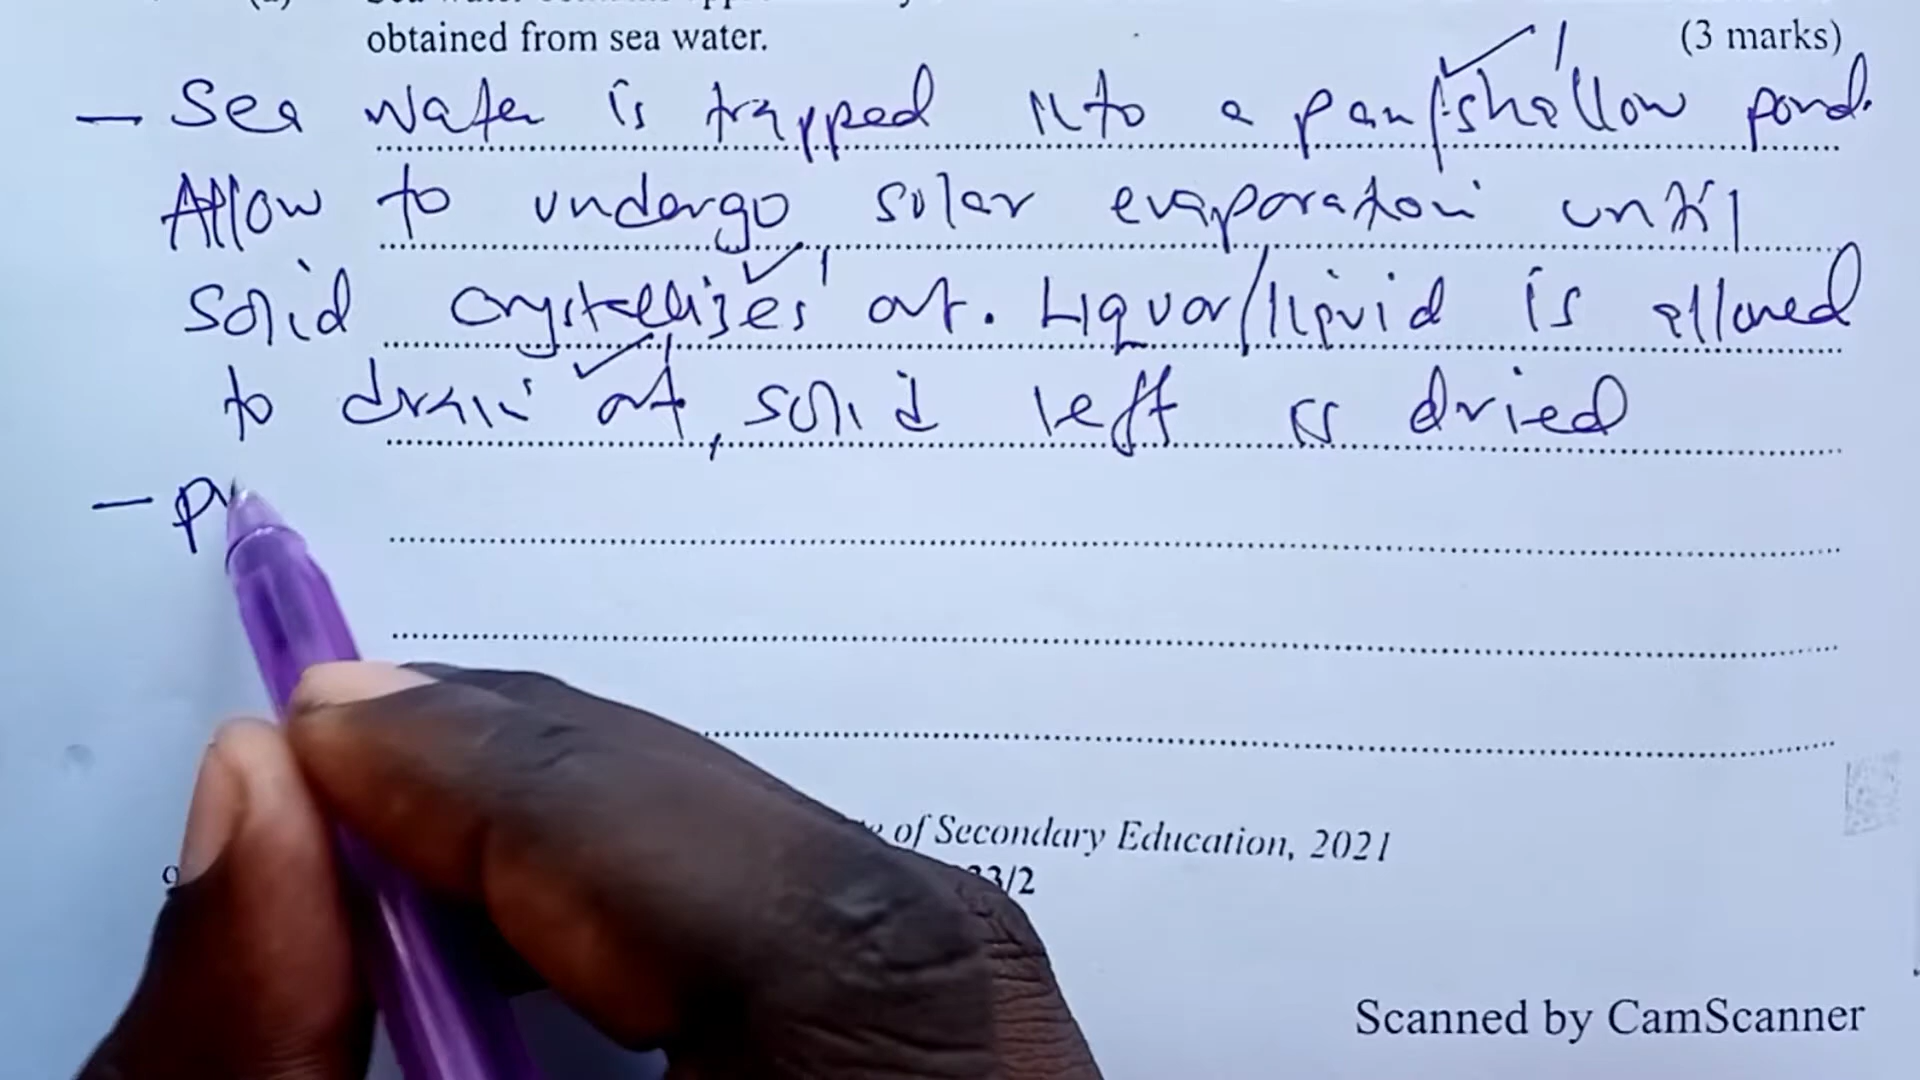 obtained from sea water. (3 marks)
- Sea water is trapped into a pan/shallow pond.
Allow to undergo solar evaporation until
solid crystallizes out. Liquor/liquid is allowed
to drain out, solid left is dried
- p
of Secondary Education, 2021
3/2
Scanned by CamScanner